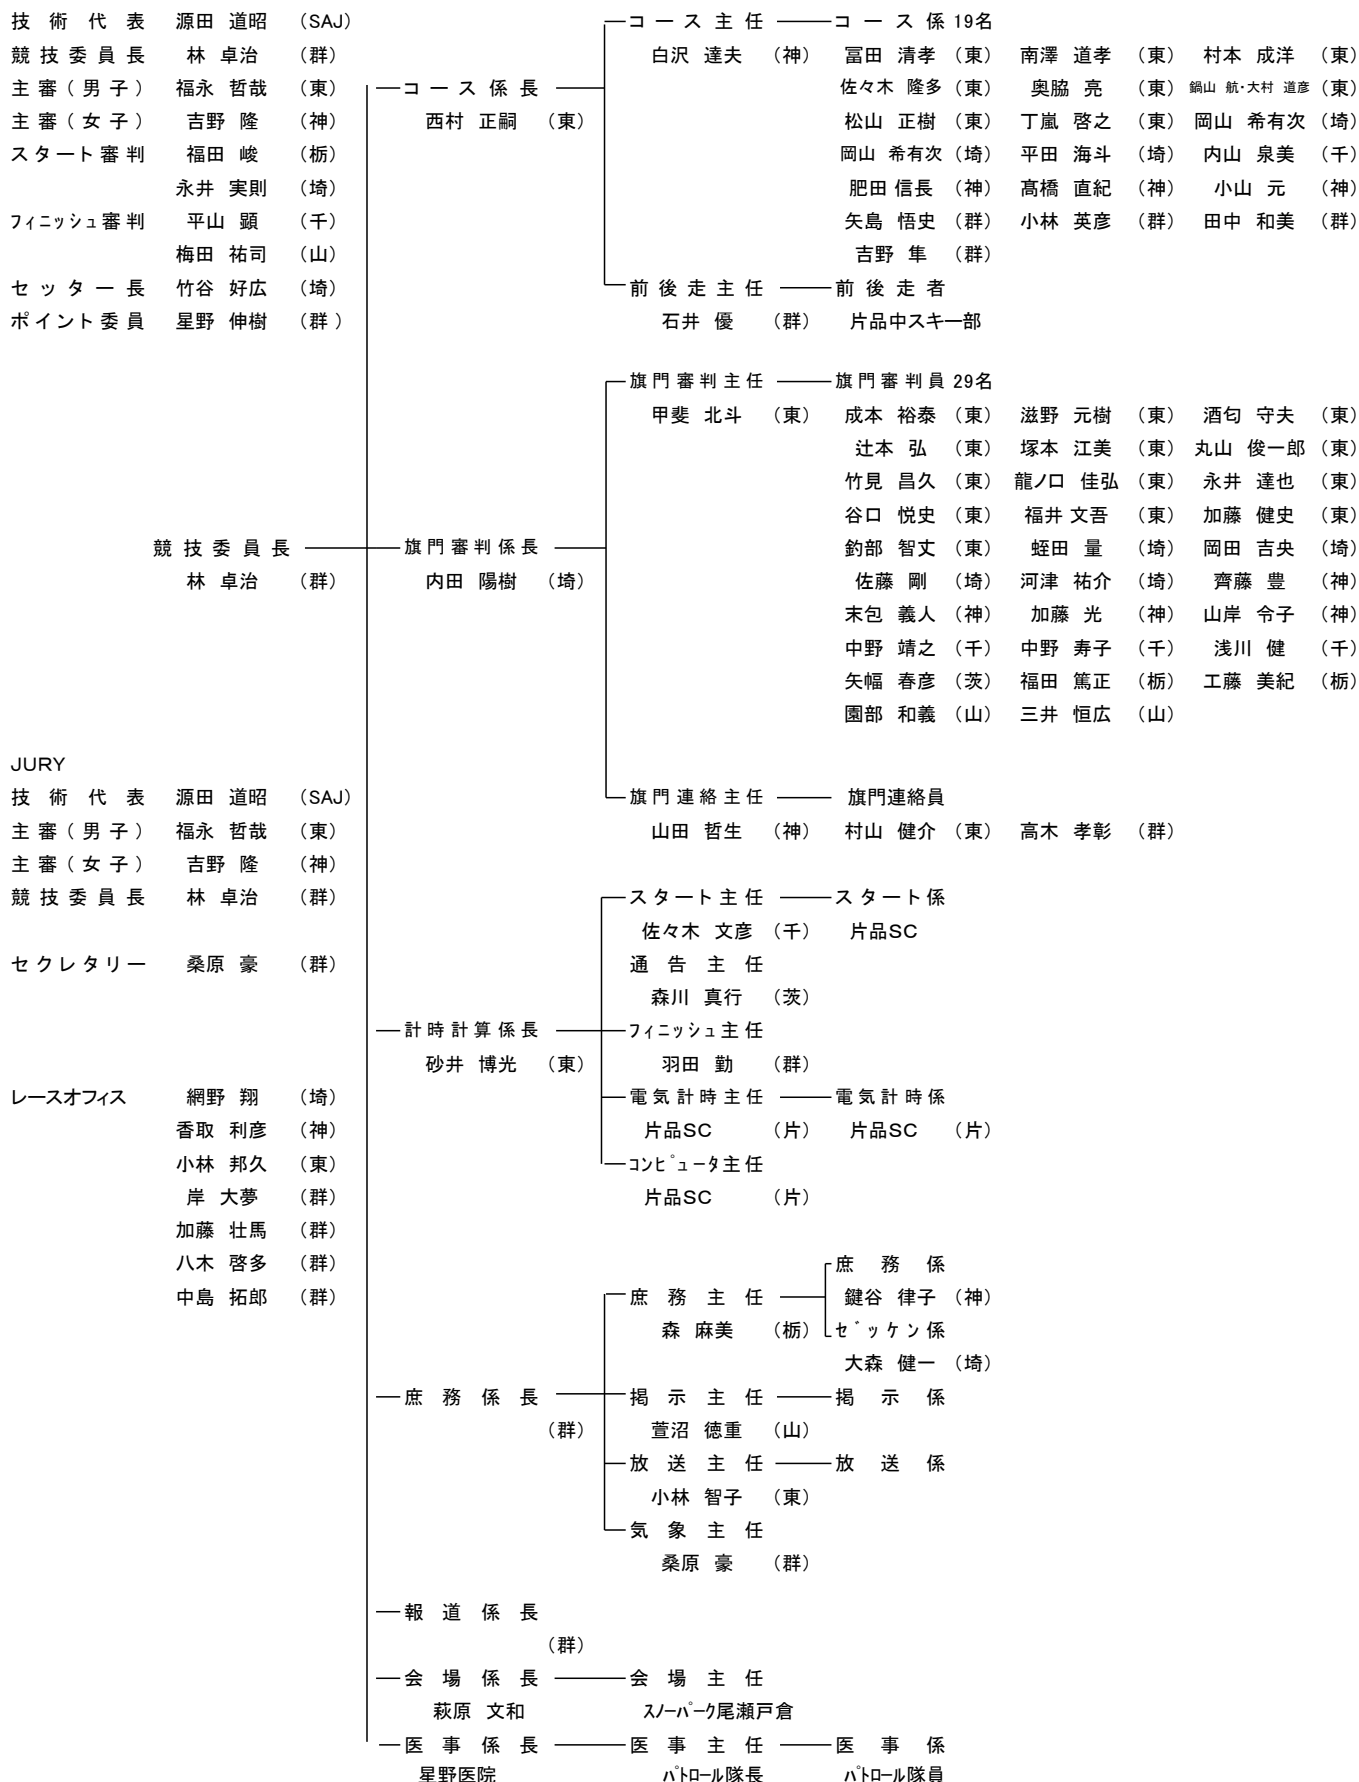 技術代表 源田 道昭 （SAJ） コース主任 コース係 19名
競技委員長 林 卓治 （群） 白沢 達夫 （神） 冨田 清孝 （東） 南澤 道孝 （東） 村本 成洋 （東）
主審（男子） 福永 哲哉 （東） コース係長 佐々木 隆多 （東） 奥脇 亮 （東） 鍋山 航・大村 道彦 （東）
主審（女子） 吉野 隆 （神） 西村 正嗣 （東） 松山 正樹 （東） 丁嵐 啓之 （東） 岡山 希有次 （埼）
スタート審判 福田 峻 （栃） 岡山 希有次 （埼） 平田 海斗 （埼） 内山 泉美 （千）
永井 実則 （埼） 肥田 信長 （神） 髙橋 直紀 （神） 小山 元 （神）
フィニッシュ審判 平山 顕 （千） 矢島 悟史 （群） 小林 英彦 （群） 田中 和美 （群）
梅田 祐司 （山） 吉野 隼 （群）
セッター長 竹谷 好広 （埼） 前後走主任 前後走者
ポイント委員 星野 伸樹 （群） 石井 優 （群） 片品中スキー部
旗門審判主任 旗門審判員 29名
甲斐 北斗 （東） 成本 裕泰 （東） 滋野 元樹 （東） 酒匂 守夫 （東）
辻本 弘 （東） 塚本 江美 （東） 丸山 俊一郎 （東）
竹見 昌久 （東） 龍ノ口 佳弘 （東） 永井 達也 （東）
谷口 悦史 （東） 福井 文吾 （東） 加藤 健史 （東）
競技委員長 旗門審判係長 釣部 智丈 （東） 蛭田 量 （埼） 岡田 吉央 （埼）
林 卓治 （群） 内田 陽樹 （埼） 佐藤 剛 （埼） 河津 祐介 （埼） 齊藤 豊 （神）
末包 義人 （神） 加藤 光 （神） 山岸 令子 （神）
中野 靖之 （千） 中野 寿子 （千） 浅川 健 （千）
矢幅 春彦 （茨） 福田 篤正 （栃） 工藤 美紀 （栃）
園部 和義 （山） 三井 恒広 （山）
JURY
技術代表 源田 道昭 （SAJ） 旗門連絡主任 旗門連絡員
主審（男子） 福永 哲哉 （東） 山田 哲生 （神） 村山 健介 （東） 高木 孝彰 （群）
主審（女子） 吉野 隆 （神）
競技委員長 林 卓治 （群） スタート主任 スタート係
佐々木 文彦 （千） 片品SC
セクレタリー 桑原 豪 （群） 通告主任
森川 真行 （茨）
計時計算係長 フィニッシュ主任
砂井 博光 （東） 羽田 勤 （群）
レースオフィス 網野 翔 （埼） 電気計時主任 電気計時係
香取 利彦 （神） 片品SC （片） 片品SC （片）
小林 邦久 （東） コンピュータ主任
岸 大夢 （群） 片品SC （片）
加藤 壮馬 （群）
八木 啓多 （群） 庶務係
中島 拓郎 （群） 庶務主任 鍵谷 律子 （神）
森 麻美 （栃） ゼッケン係
大森 健一 （埼）
庶務係長 掲示主任 掲示係
（群） 萱沼 徳重 （山）
放送主任 放送係
小林 智子 （東）
気象主任
桑原 豪 （群）
報道係長
（群）
会場係長 会場主任
萩原 文和 スノーパーク尾瀬戸倉
医事係長 医事主任 医事係
星野医院 パトロール隊長 パトロール隊員